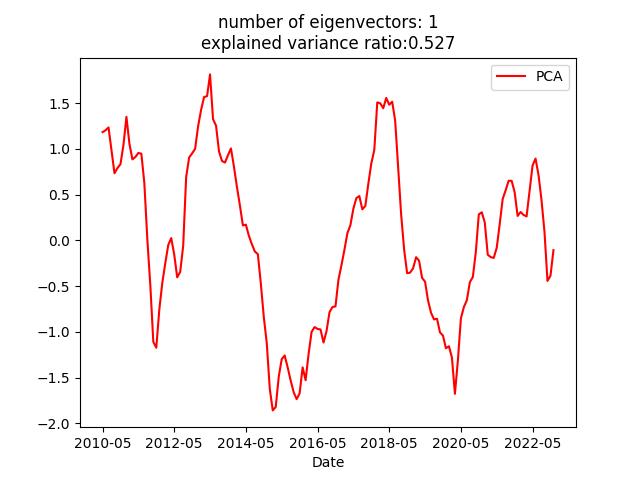 number of eigenvectors: 1
explained variance ratio:0.527
PCA
1.5
1.0
0.5
0.0
−0.5
−1.0
−1.5
−2.0
2010-05 2012-05 2014-05 2016-05 2018-05 2020-05 2022-05
Date